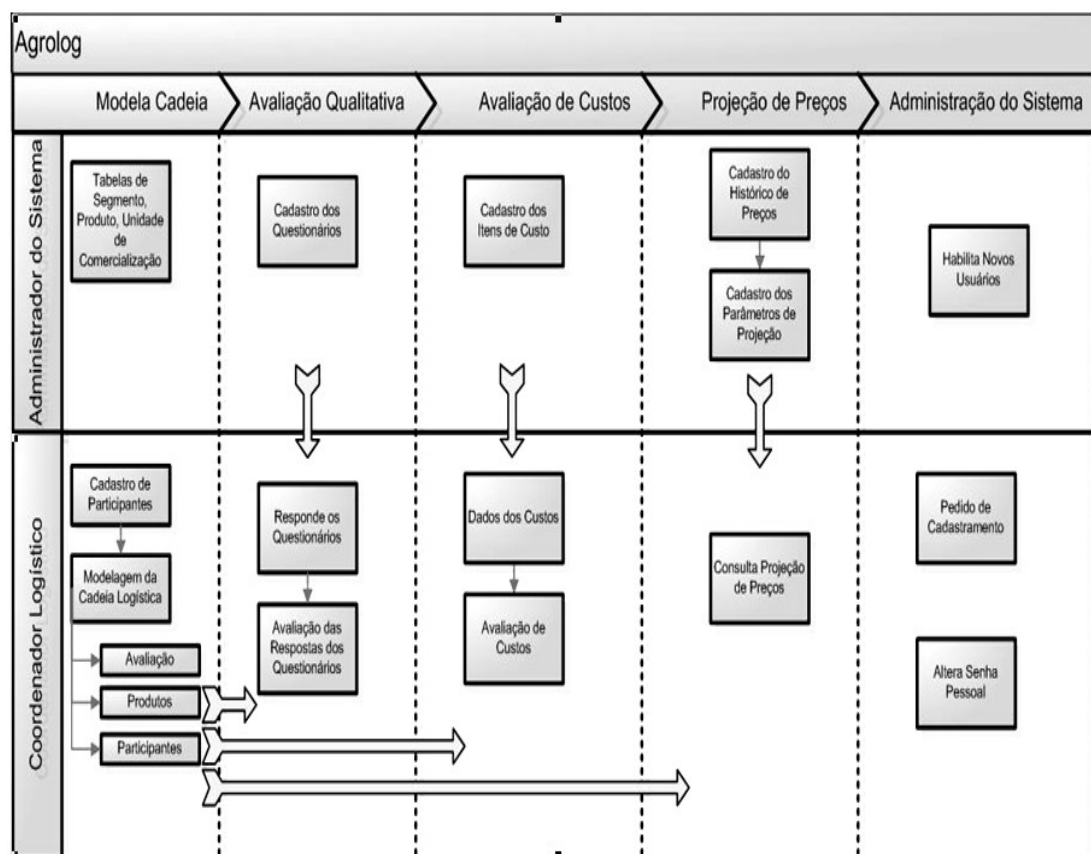 Agrolog
Modela Cadeia
Avaliação Qualitativa
Avaliação de Custos
Projeção de Preços
Administração do Sistema
Administrador do Sistema
Tabelas de
Segmento,
Produto, Unidade
de
Comercialização
Cadastro dos
Questionários
Cadastro dos
Itens de Custo
Cadastro do
Histórico de
Preços
Cadastro dos
Parâmetros de
Projeção
Habilita Novos
Usuários
Coordenador Logístico
Cadastro de
Participantes
Modelagem da
Cadeia Logística
Avaliação
Produtos
Participantes
Responde os
Questionários
Avaliação das
Respostas dos
Questionários
Dados dos Custos
Avaliação de
Custos
Consulta Projeção
de Preços
Pedido de
Cadastramento
Altera Senha
Pessoal